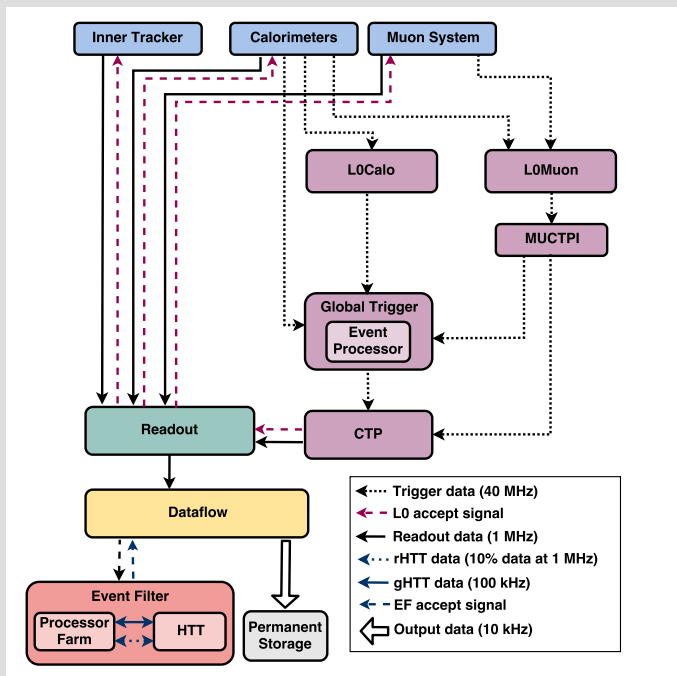 Inner Tracker
Calorimeters
Muon System
L0Calo
L0Muon
MUCTPI
Global Trigger
Event
Processor
Readout
CTP
Dataflow
Event Filter
Processor
Farm
HTT
Permanent
Storage
Trigger data (40 MHz)
L0 accept signal
Readout data (1 MHz)
rHTT data (10% data at 1 MHz)
gHTT data (100 kHz)
EF accept signal
Output data (10 kHz)